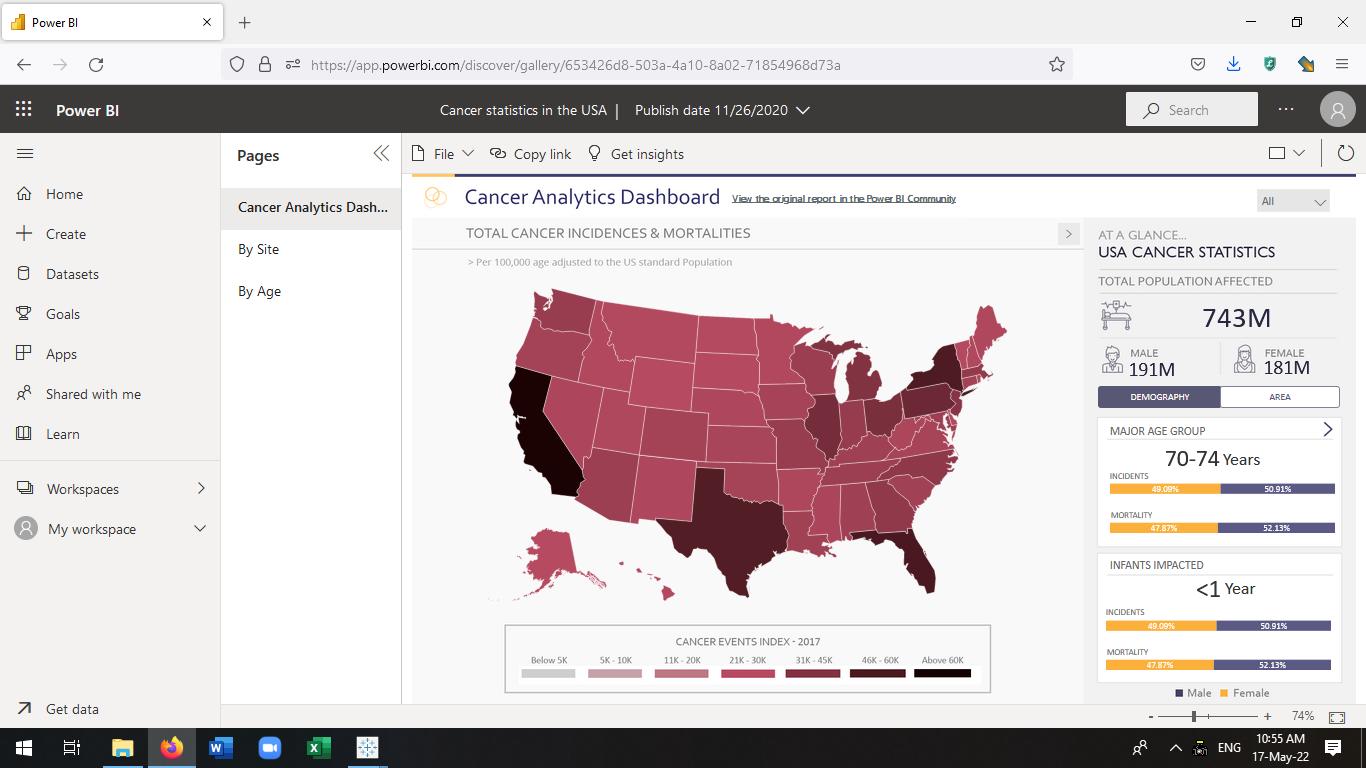 Power BI
https://app.powerbi.com/discover/gallery/653426d8-503a-4a10-8a02-71854968d73a
Power BI
Cancer statistics in the USA | Publish date 11/26/2020
Search
Home
Create
Datasets
Goals
Apps
Shared with me
Learn
Workspaces
My workspace
Get data
Pages
Cancer Analytics Dash...
By Site
By Age
File
Copy link
Get insights
Cancer Analytics Dashboard
View the original report in the Power BI Community
All
TOTAL CANCER INCIDENCES & MORTALITIES
> Per 100,000 age adjusted to the US standard Population
CANCER EVENTS INDEX - 2017
Below 5K 5K - 10K 11K - 20K 21K - 30K 31K - 45K 46K - 60K Above 60K
AT A GLANCE...
USA CANCER STATISTICS
TOTAL POPULATION AFFECTED
743M
MALE
191M
FEMALE
181M
DEMOGRAPHY
AREA
MAJOR AGE GROUP
70-74 Years
INCIDENTS
49.09% 50.91%
MORTALITY
47.87% 52.13%
INFANTS IMPACTED
<1 Year
INCIDENTS
49.09% 50.91%
MORTALITY
47.87% 52.13%
Male Female
- + 74%
ENG
10:55 AM
17-May-22